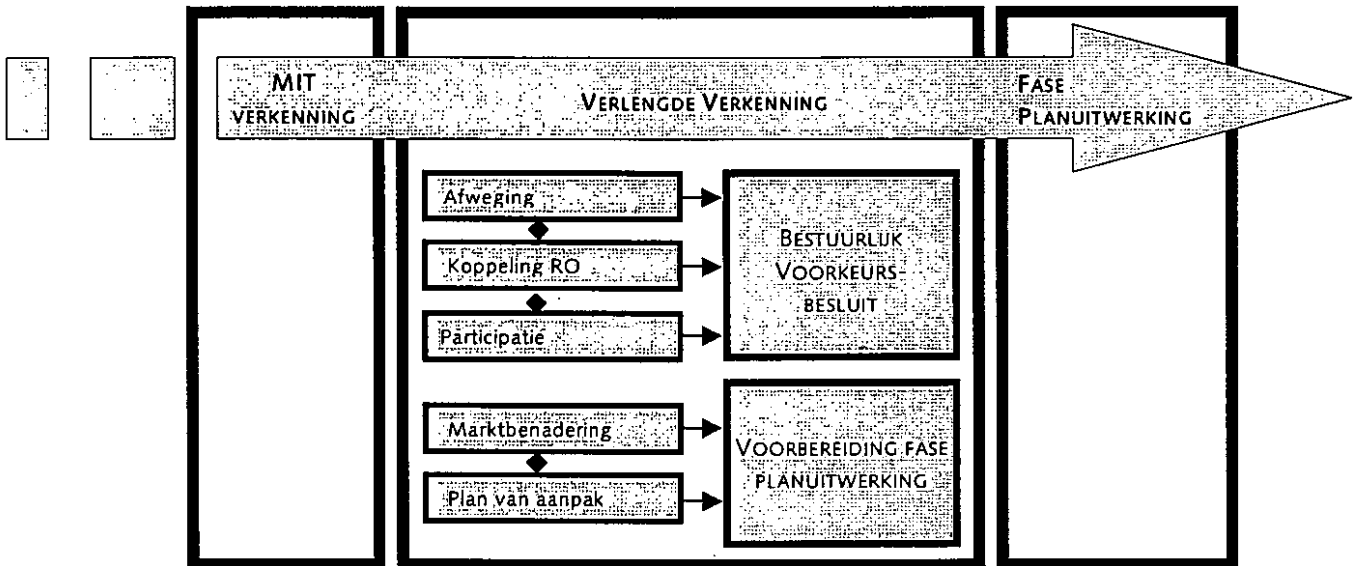 MIT
VERKENNING
VERLENGDE VERKENNING
FASE
PLANUITWERKING
Afweging
Koppeling RO
Participatie
BESTUURLIJK
VOORKEURS-
BESLUIT
Marktbenadering
Plan van aanpak
VOORBEREIDING FASE
PLANUITWERKING